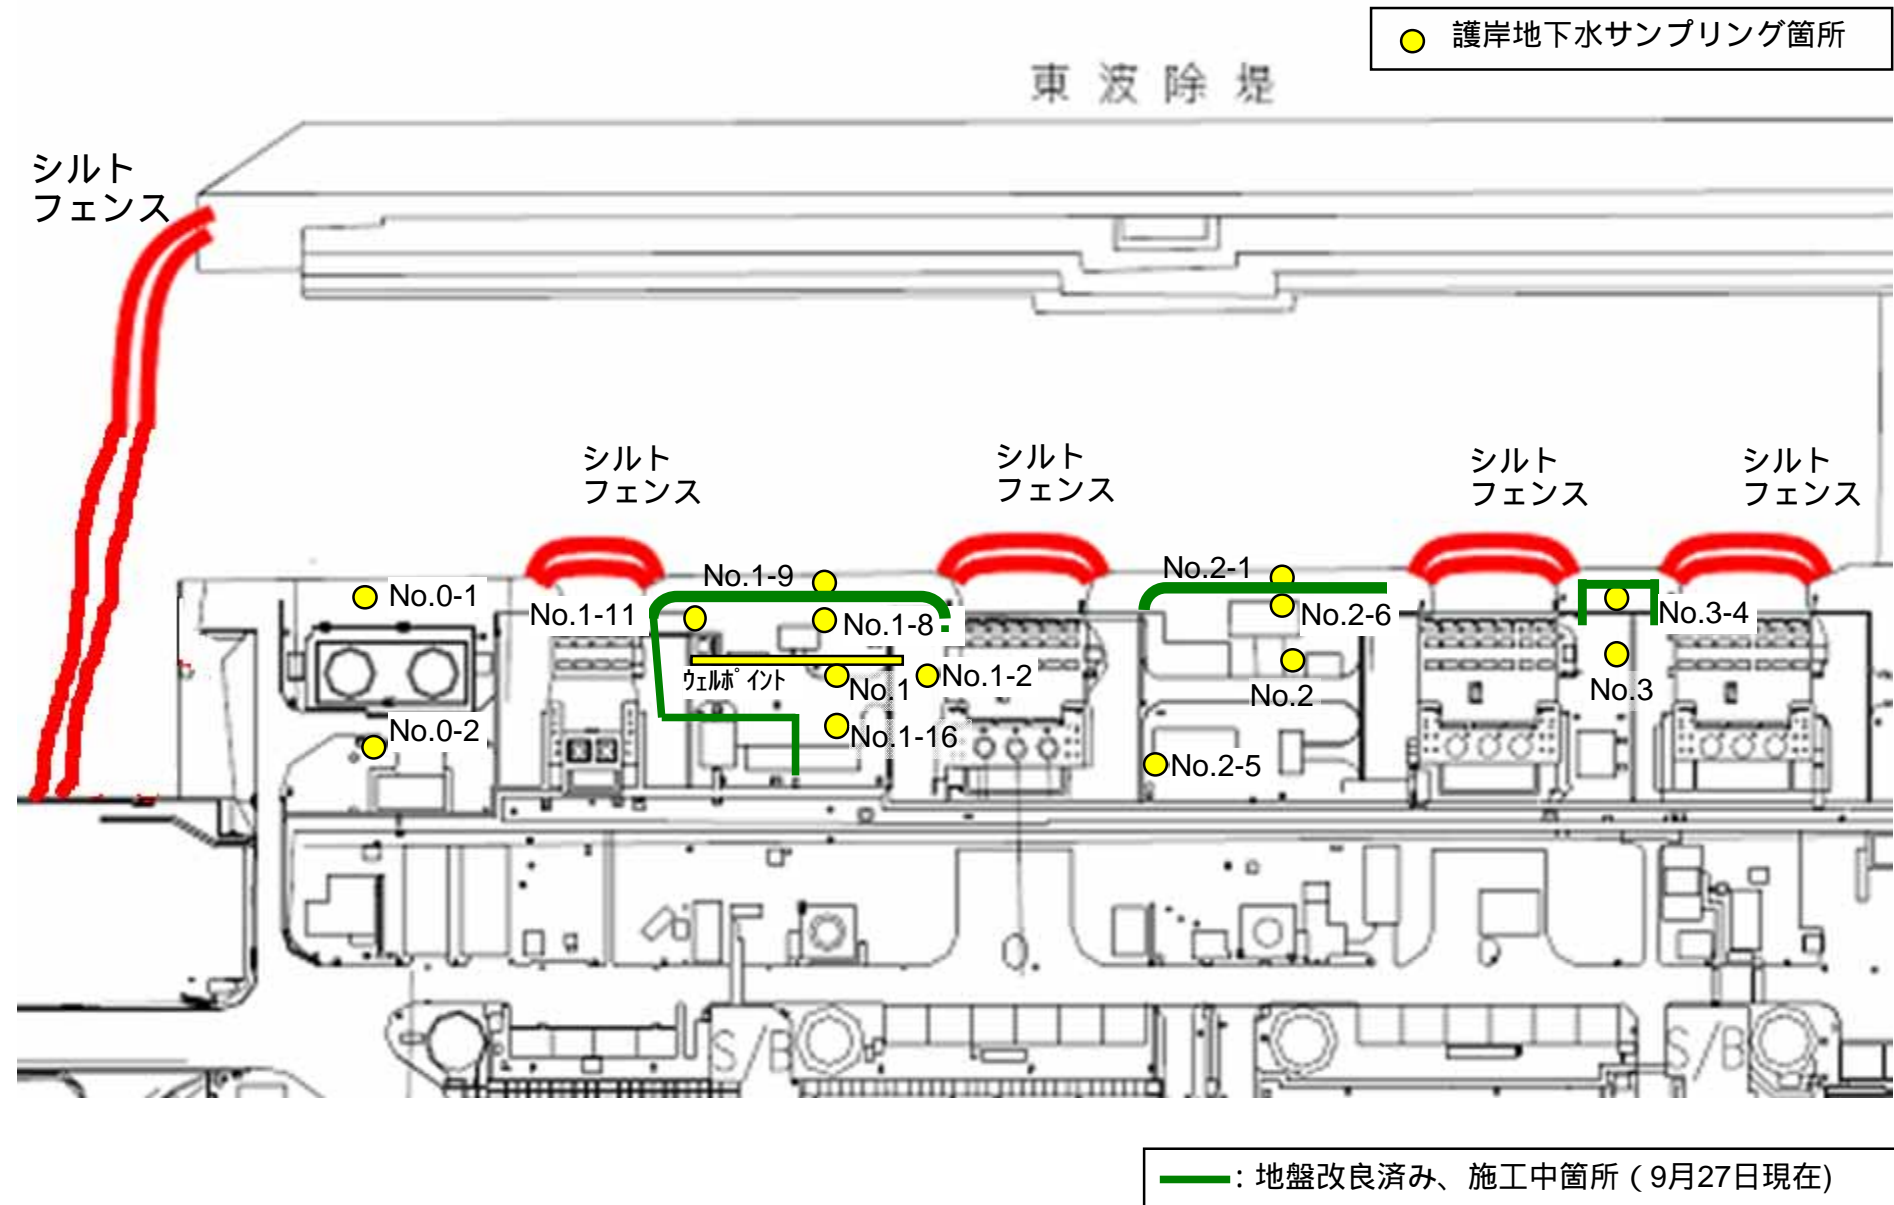 護岸地下水サンプリング箇所
東波除堤
シルト
フェンス
シルト
フェンス
シルト
フェンス
シルト
フェンス
シルト
フェンス
No.0-1
No.1-11
No.1-9
No.1-8
No.2-1
No.2-6
No.3-4
ウェルポイント
No.1
No.1-2
No.2
No.3
No.0-2
No.1-16
No.2-5
S/B
S/B
：地盤改良済み、施工中箇所（9月27日現在)